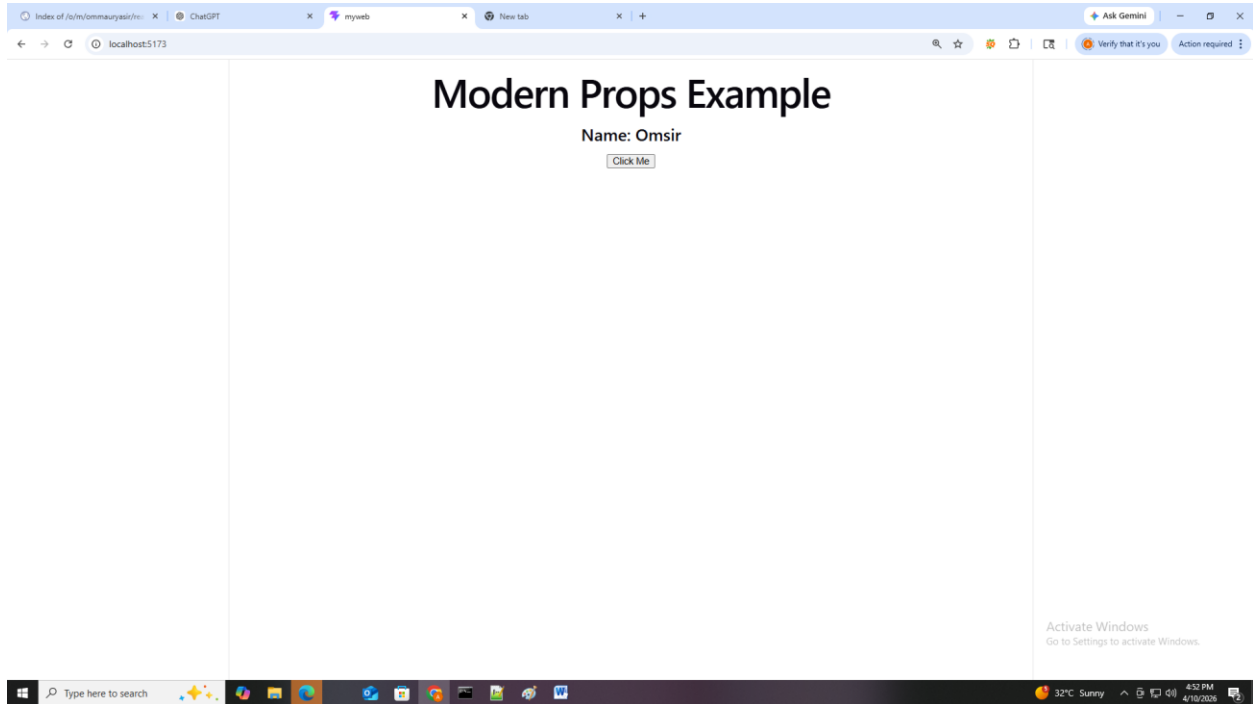 Index of /o/m/ommauryasir/re
ChatGPT
myweb
New tab
Ask Gemini
localhost:5173
Verify that it's you
Action required
Modern Props Example
Name: Omsir
Click Me
Activate Windows
Go to Settings to activate Windows.
Type here to search
32°C Sunny
4:52 PM
4/10/2026
2